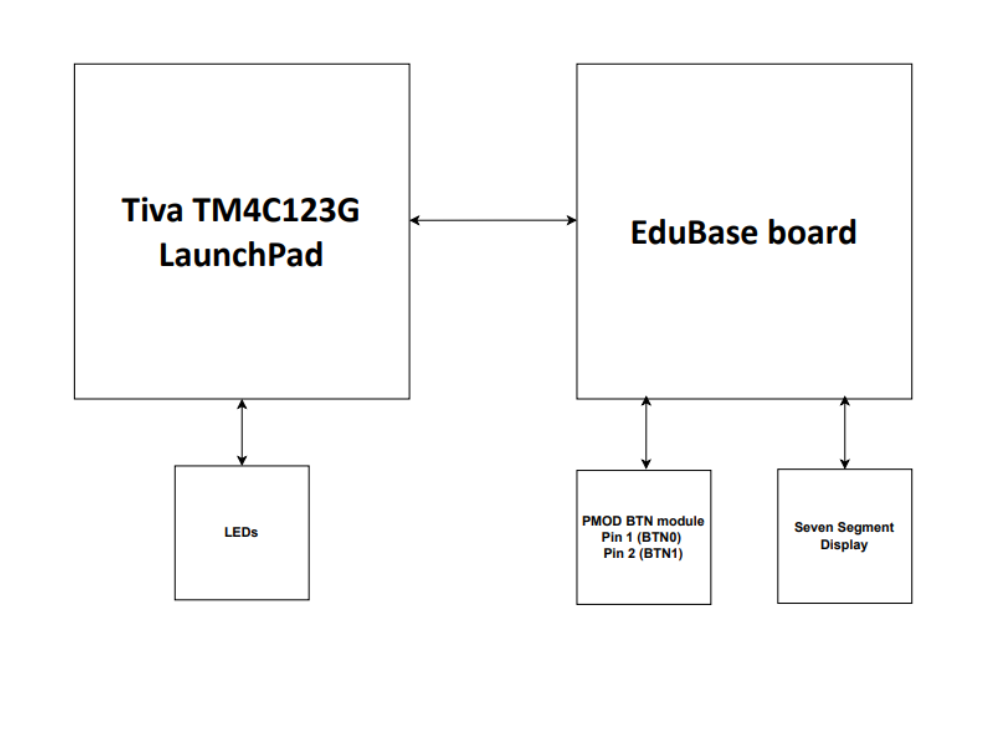 Tiva TM4C123G
LaunchPad
EduBase board
LEDs
PMOD BTN module
Pin 1 (BTN0)
Pin 2 (BTN1)
Seven Segment
Display